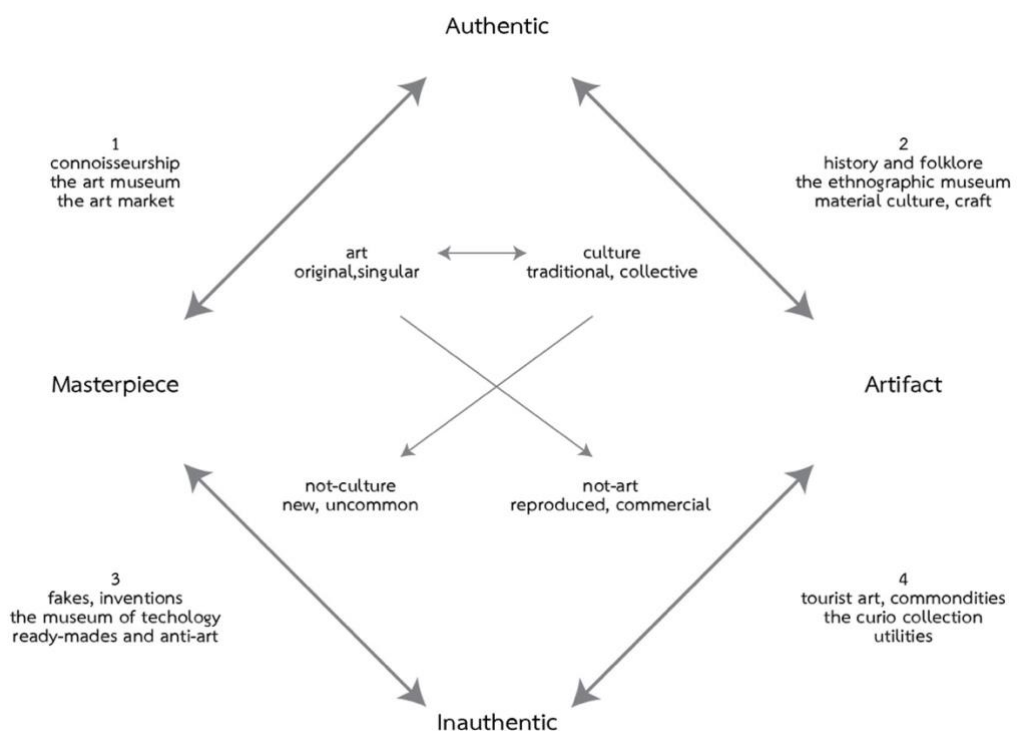 Authentic
1
connoisseurship
the art museum
the art market
2
history and folklore
the ethnographic museum
material culture, craft
art
original,singular
culture
traditional, collective
Masterpiece
Artifact
not-culture
new, uncommon
not-art
reproduced, commercial
3
fakes, inventions
the museum of techology
ready-mades and anti-art
4
tourist art, commondities
the curio collection
utilities
Inauthentic